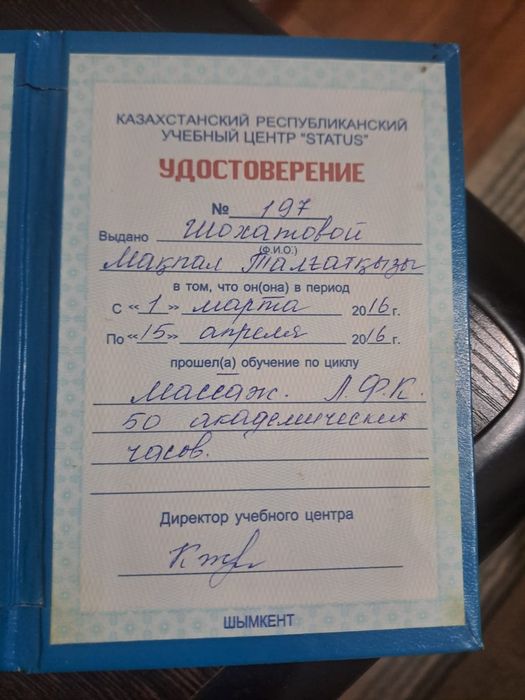 КАЗАХСТАНСКИЙ РЕСПУБЛИКАНСКИЙ
УЧЕБНЫЙ ЦЕНТР "STATUS"
УДОСТОВЕРЕНИЕ
№ 197
Выдано Шохатовой
(Ф.И.О.)
Мақпал Талғатқызы
в том, что он(она) в период
С «1» марта 2016 г.
По «15» апреля 2016 г.
прошел(а) обучение по циклу
Массаж. Л.Ф.К.
50 академических
часов.
Директор учебного центра
ШЫМКЕНТ